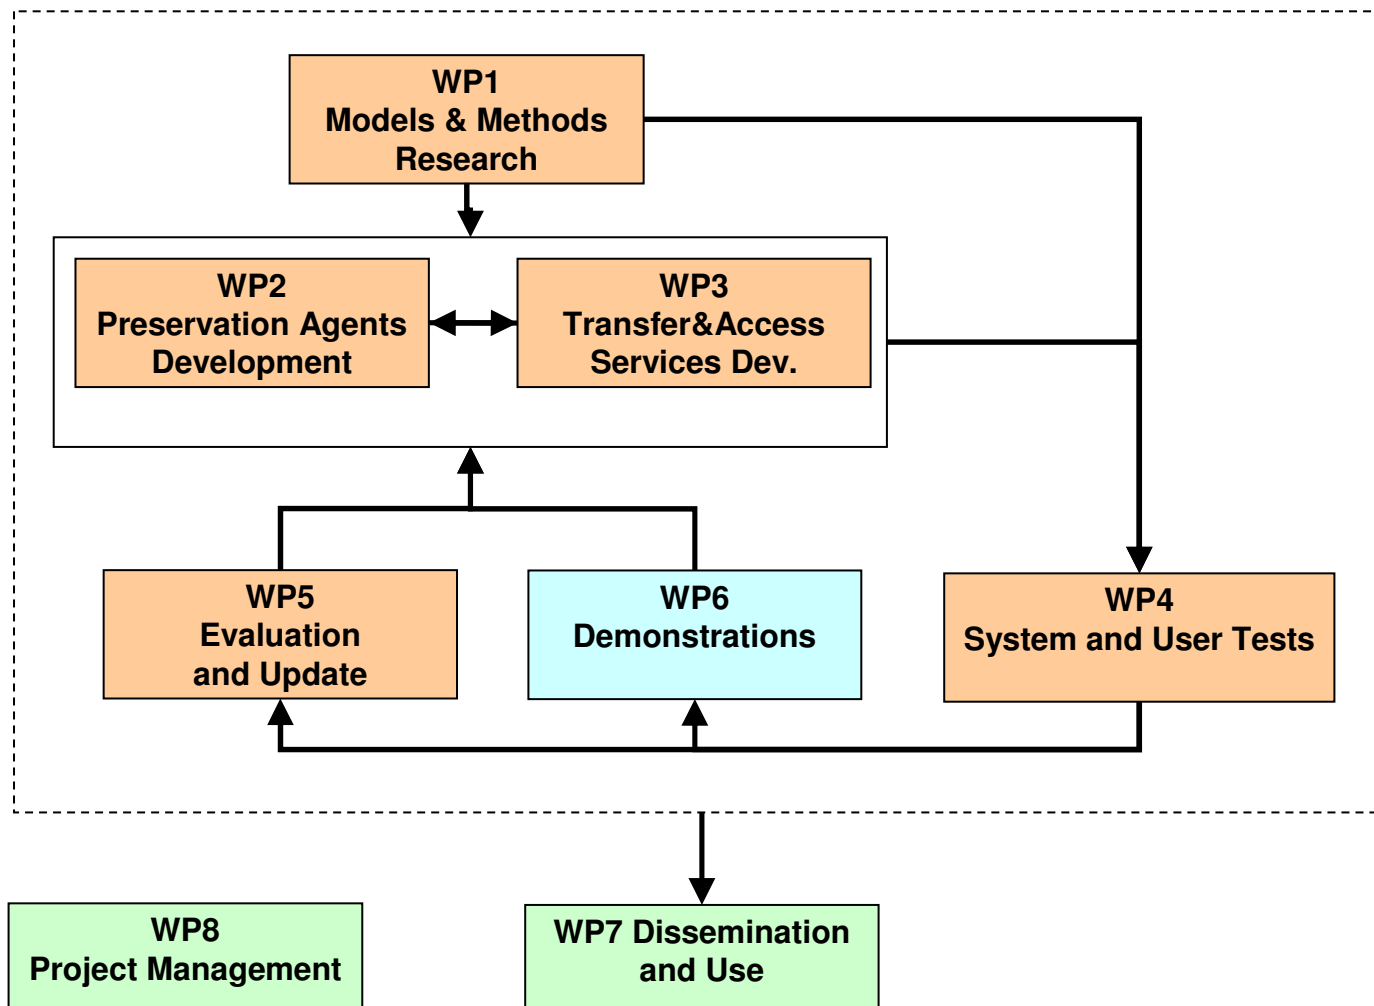 WP1
Models & Methods
Research
WP2
Preservation Agents
Development
WP3
Transfer&Access
Services Dev.
WP5
Evaluation
and Update
WP6
Demonstrations
WP4
System and User Tests
WP8
Project Management
WP7 Dissemination
and Use